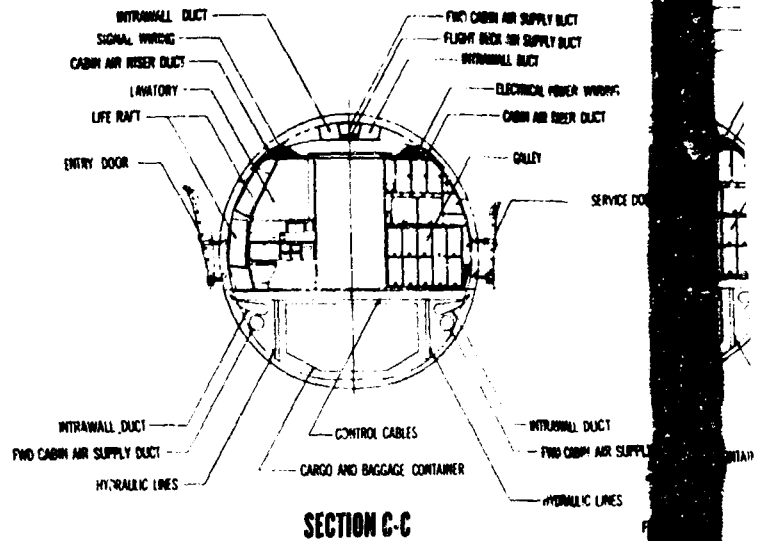 INTRAWALL DUCT
SIGNAL WIRING
CABIN AIR RISER DUCT
LAVATORY
LIFE RAFT
ENTRY DOOR
FWD CABIN AIR SUPPLY DUCT
FLIGHT DECK AIR SUPPLY DUCT
INTRAWALL DUCT
ELECTRICAL POWER WIRING
CABIN AIR RISER DUCT
GALLEY
SERVICE DO
INTRAWALL DUCT
FWD CABIN AIR SUPPLY DUCT
HYDRAULIC LINES
CONTROL CABLES
CARGO AND BAGGAGE CONTAINER
INTRAWALL DUCT
FWD CABIN AIR SUPPLY
HYDRAULIC LINES
SECTION C-C